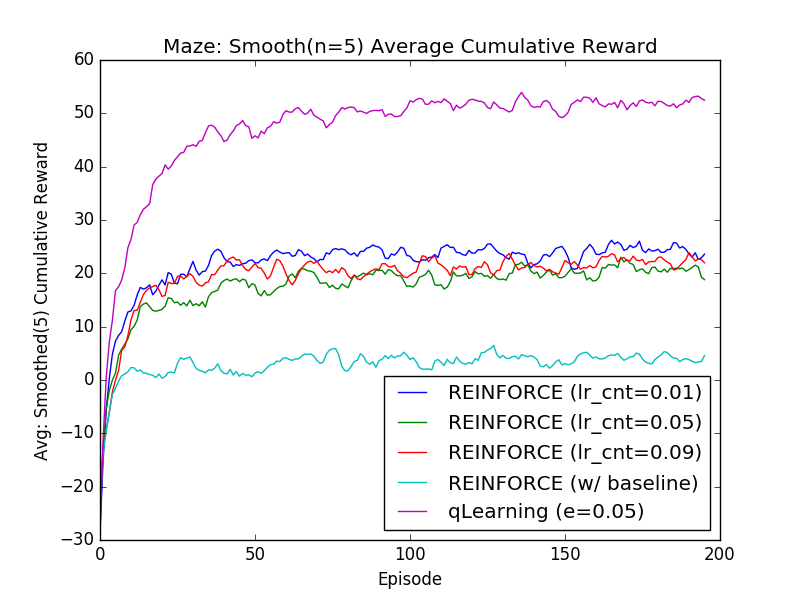 Maze: Smooth(n=5) Average Cumulative Reward
60
50
40
30
20
10
0
−10
−20
−30
Avg: Smoothed(5) Cumulative Reward
REINFORCE (lr_cnt=0.01)
REINFORCE (lr_cnt=0.05)
REINFORCE (lr_cnt=0.09)
REINFORCE (w/ baseline)
qLearning (e=0.05)
0 50 100 150 200
Episode